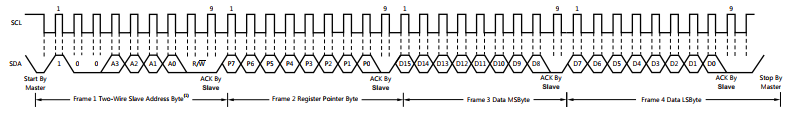 1 9 1 9 1 9 1 9
SCL
SDA 1 0 0 A3 A2 A1 A0 R/W̅ P7 P6 P5 P4 P3 P2 P1 P0 D15 D14 D13 D12 D11 D10 D9 D8 D7 D6 D5 D4 D3 D2 D1 D0
Start By ACK By ACK By ACK By ACK By Stop By
Master Slave Slave Slave Slave Master
Frame 1 Two-Wire Slave Address Byte(1) Frame 2 Register Pointer Byte Frame 3 Data MSByte Frame 4 Data LSByte